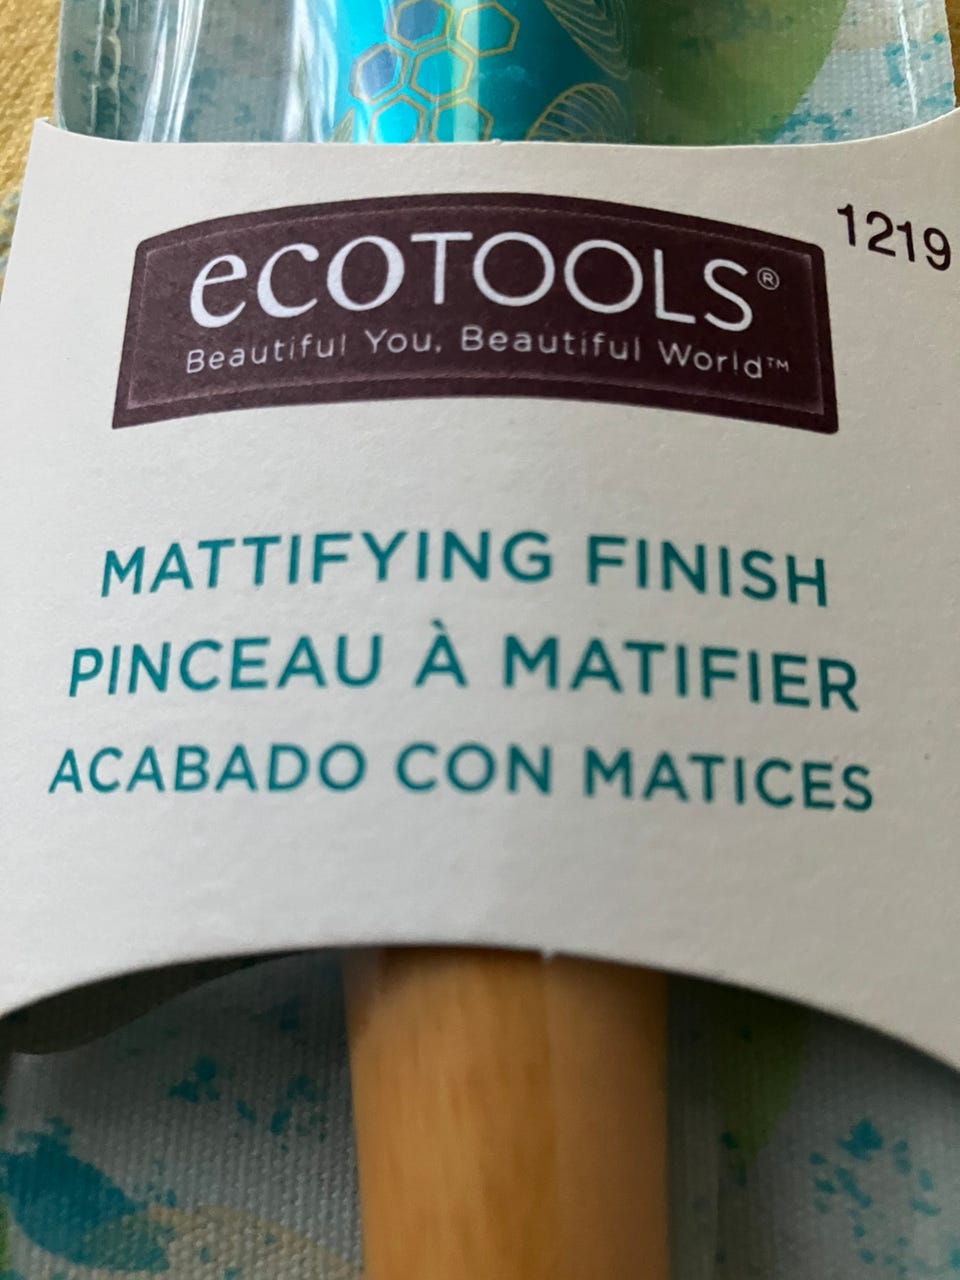 ecoTOOLS®
Beautiful You, Beautiful World™
1219
MATTIFYING FINISH
PINCEAU À MATIFIER
ACABADO CON MATICES